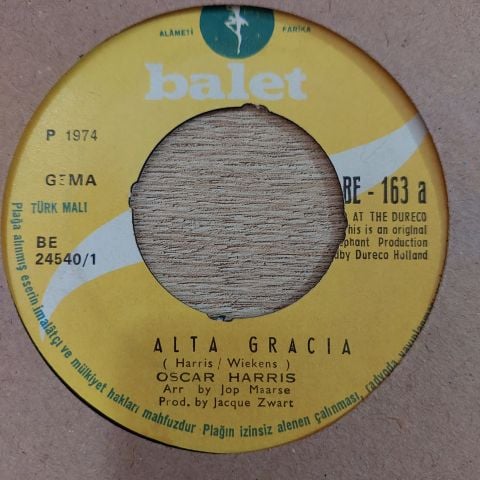 ALÂMETİ FARİKA
balet
P 1974
GEMA
TÜRK MALI
BE
24540/1
BE - 163 a
AT THE DURECO
his is an original
ephant Production
by Dureco Holland
ALTA GRACIA
( Harris / Wiekens )
OSCAR HARRIS
Arr by Jop Maarse
Prod. by Jacque Zwart
Plağa alınmış eserin imalâtçı ve mülkiyet hakları mahfuzdur Plağın izinsiz alenen çalınması, radyoda